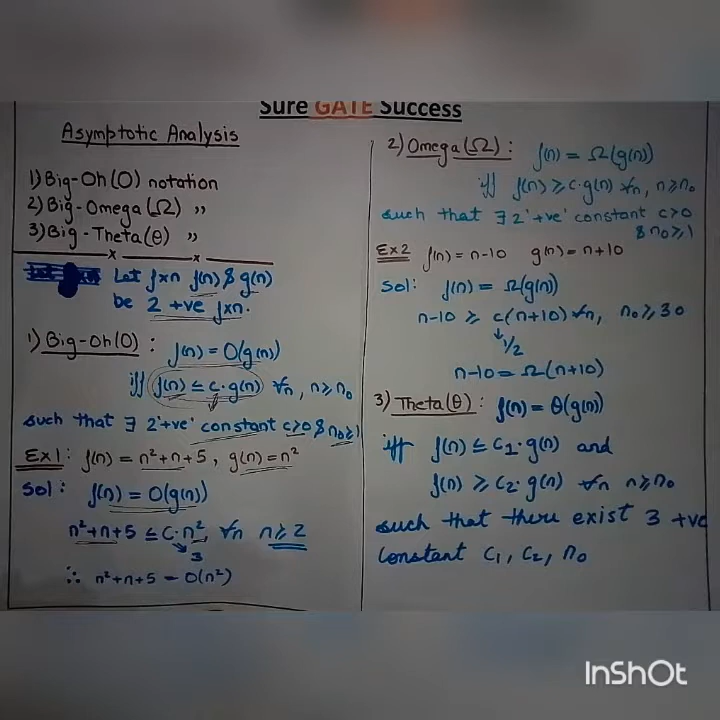 Sure GATE Success
Asymptotic Analysis
1) Big-Oh (O) notation
2) Big-Omega (Ω) ,,
3) Big-Theta (θ) ,,
Let fxn f(n) & g(n)
be 2 +ve fxn.
1) Big-Oh (O) :
f(n) = O(g(n))
iff f(n) ≤ c·g(n) ∀n, n≥n₀
such that ∃ 2 '+ve' constant c>0 & n₀≥1
Ex1: f(n) = n²+n+5, g(n) = n²
Sol: f(n) = O(g(n))
n²+n+5 ≤ C·n², ∀n n≥2
3
∴ n²+n+5 = O(n²)
2) Omega (Ω) : f(n) = Ω(g(n))
iff f(n) ≥ c·g(n) ∀n, n≥n₀
such that ∃ 2 '+ve' constant c>0
& n₀≥1
Ex2 f(n) = n-10 g(n) = n+10
Sol: f(n) = Ω(g(n))
n-10 ≥ c(n+10) ∀n, n₀≥30
1/2
n-10 = Ω(n+10)
3) Theta (θ) : f(n) = θ(g(n))
iff f(n) ≤ C₁·g(n) and
f(n) ≥ C₂·g(n) ∀n n≥n₀
such that there exist 3 +ve
constant C₁, C₂, n₀
InShOt